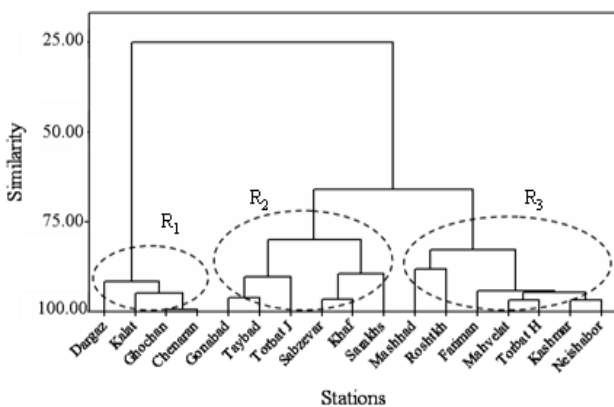 25.00
50.00
75.00
100.00
Similarity
R1
R2
R3
Dargaz
Kalat
Ghochan
Chenaran
Gonabad
Taybad
Torbat J
Sabzevar
Khaf
Sarakhs
Mashhad
Roshtkh
Fariman
Mahvelat
Torbat H
Kashmar
Neishabor
Stations